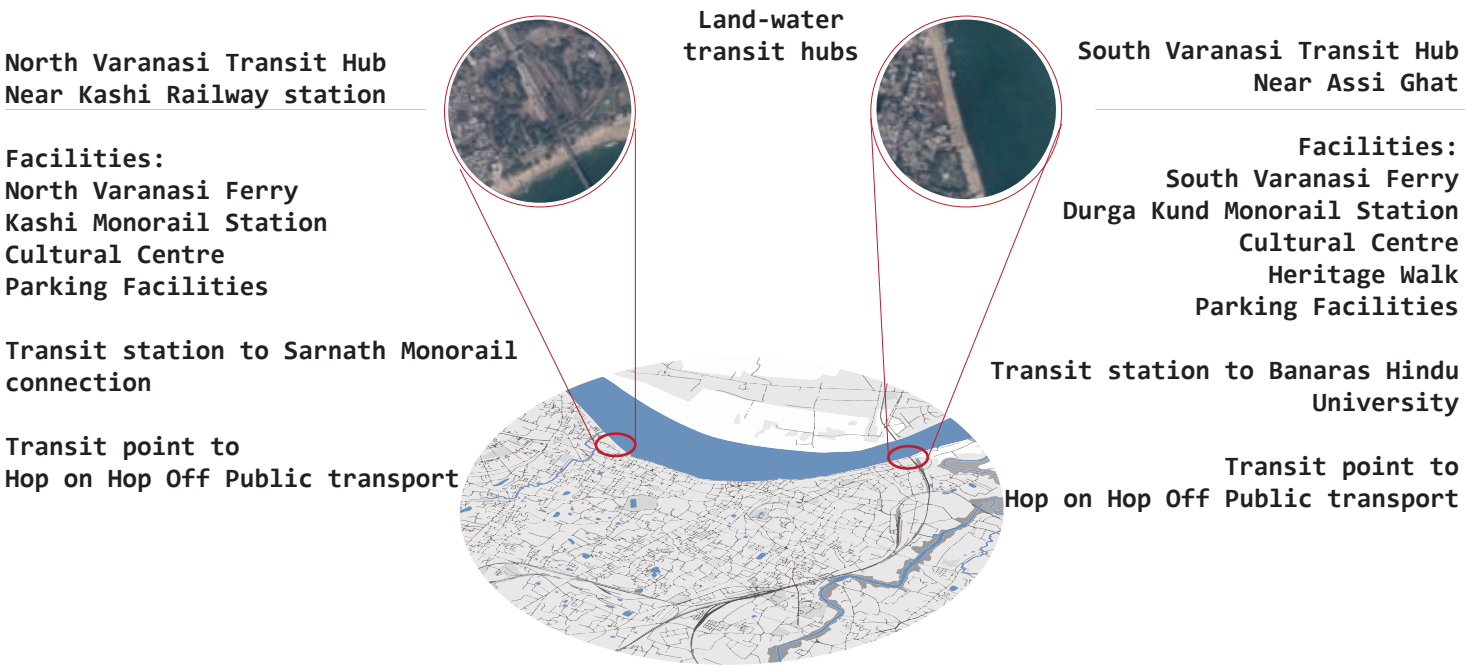 Land-water
transit hubs
North Varanasi Transit Hub
Near Kashi Railway station
Facilities:
North Varanasi Ferry
Kashi Monorail Station
Cultural Centre
Parking Facilities
Transit station to Sarnath Monorail
connection
Transit point to
Hop on Hop Off Public transport
South Varanasi Transit Hub
Near Assi Ghat
Facilities:
South Varanasi Ferry
Durga Kund Monorail Station
Cultural Centre
Heritage Walk
Parking Facilities
Transit station to Banaras Hindu
University
Transit point to
Hop on Hop Off Public transport